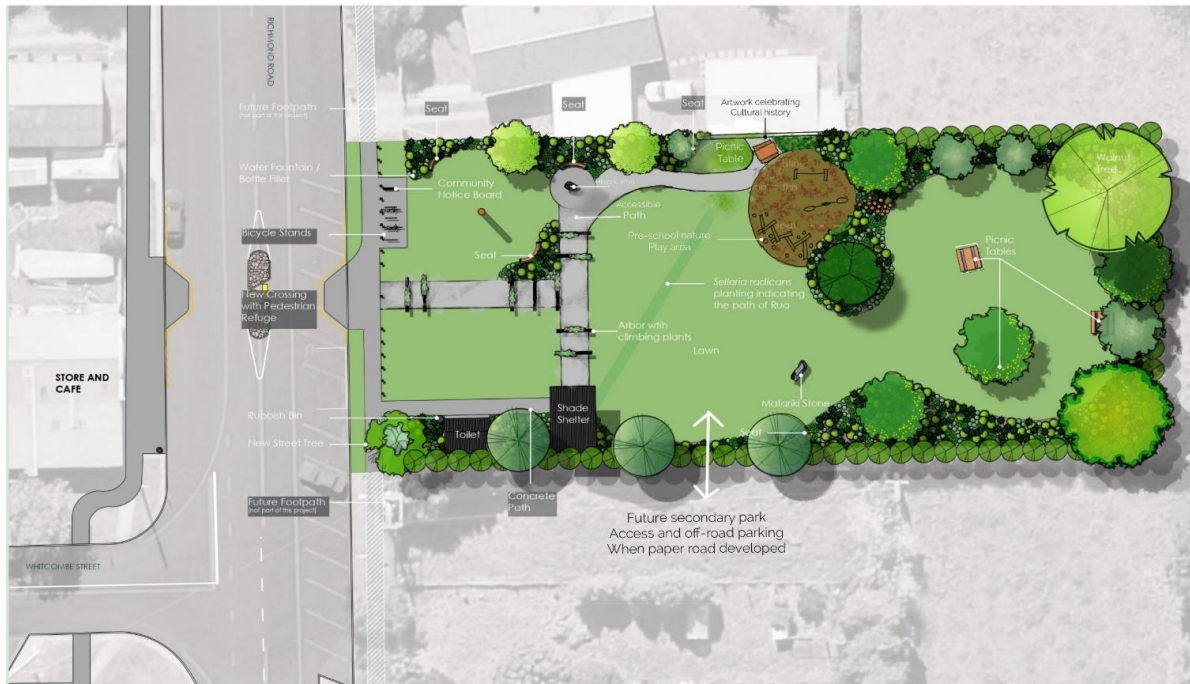 RICHMOND ROAD
Future Footpath
(not part of this project)
Seat
Seat
Seat
Artwork celebrating
Cultural history
Water Fountain /
Bottle Filler
Community
Notice Board
Picnic
Table
Walnut
Tree
Accessible
Path
Bicycle Stands
Seat
Pre-school nature
Play area
Picnic
Tables
New Crossing
with Pedestrian
Refuge
Selleria radicans
planting indicating
the path of Rua
Arbor wtih
climbing plants
Lawn
STORE AND
CAFE
Matariki Stone
Rubbish Bin
Shade
Shelter
Toilet
Seat
New Street Tree
Concrete
Path
Future Footpath
(not part of this project)
Future secondary park
Access and off-road parking
When paper road developed
WHITCOMBE STREET